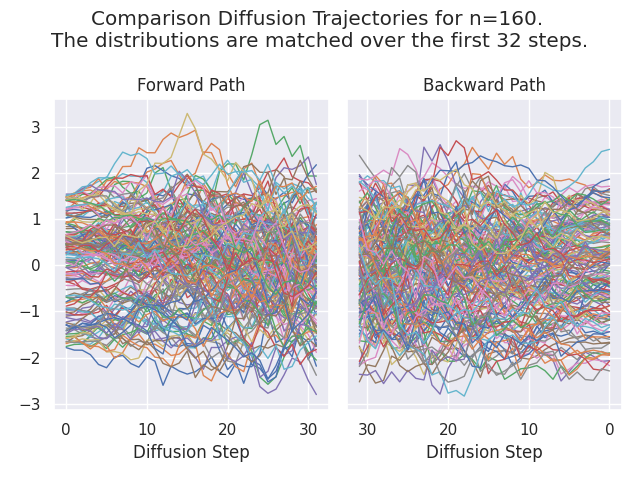 Comparison Diffusion Trajectories for n=160.
The distributions are matched over the first 32 steps.
Forward Path
Backward Path
3
2
1
0
−1
−2
−3
0 10 20 30
30 20 10 0
Diffusion Step
Diffusion Step